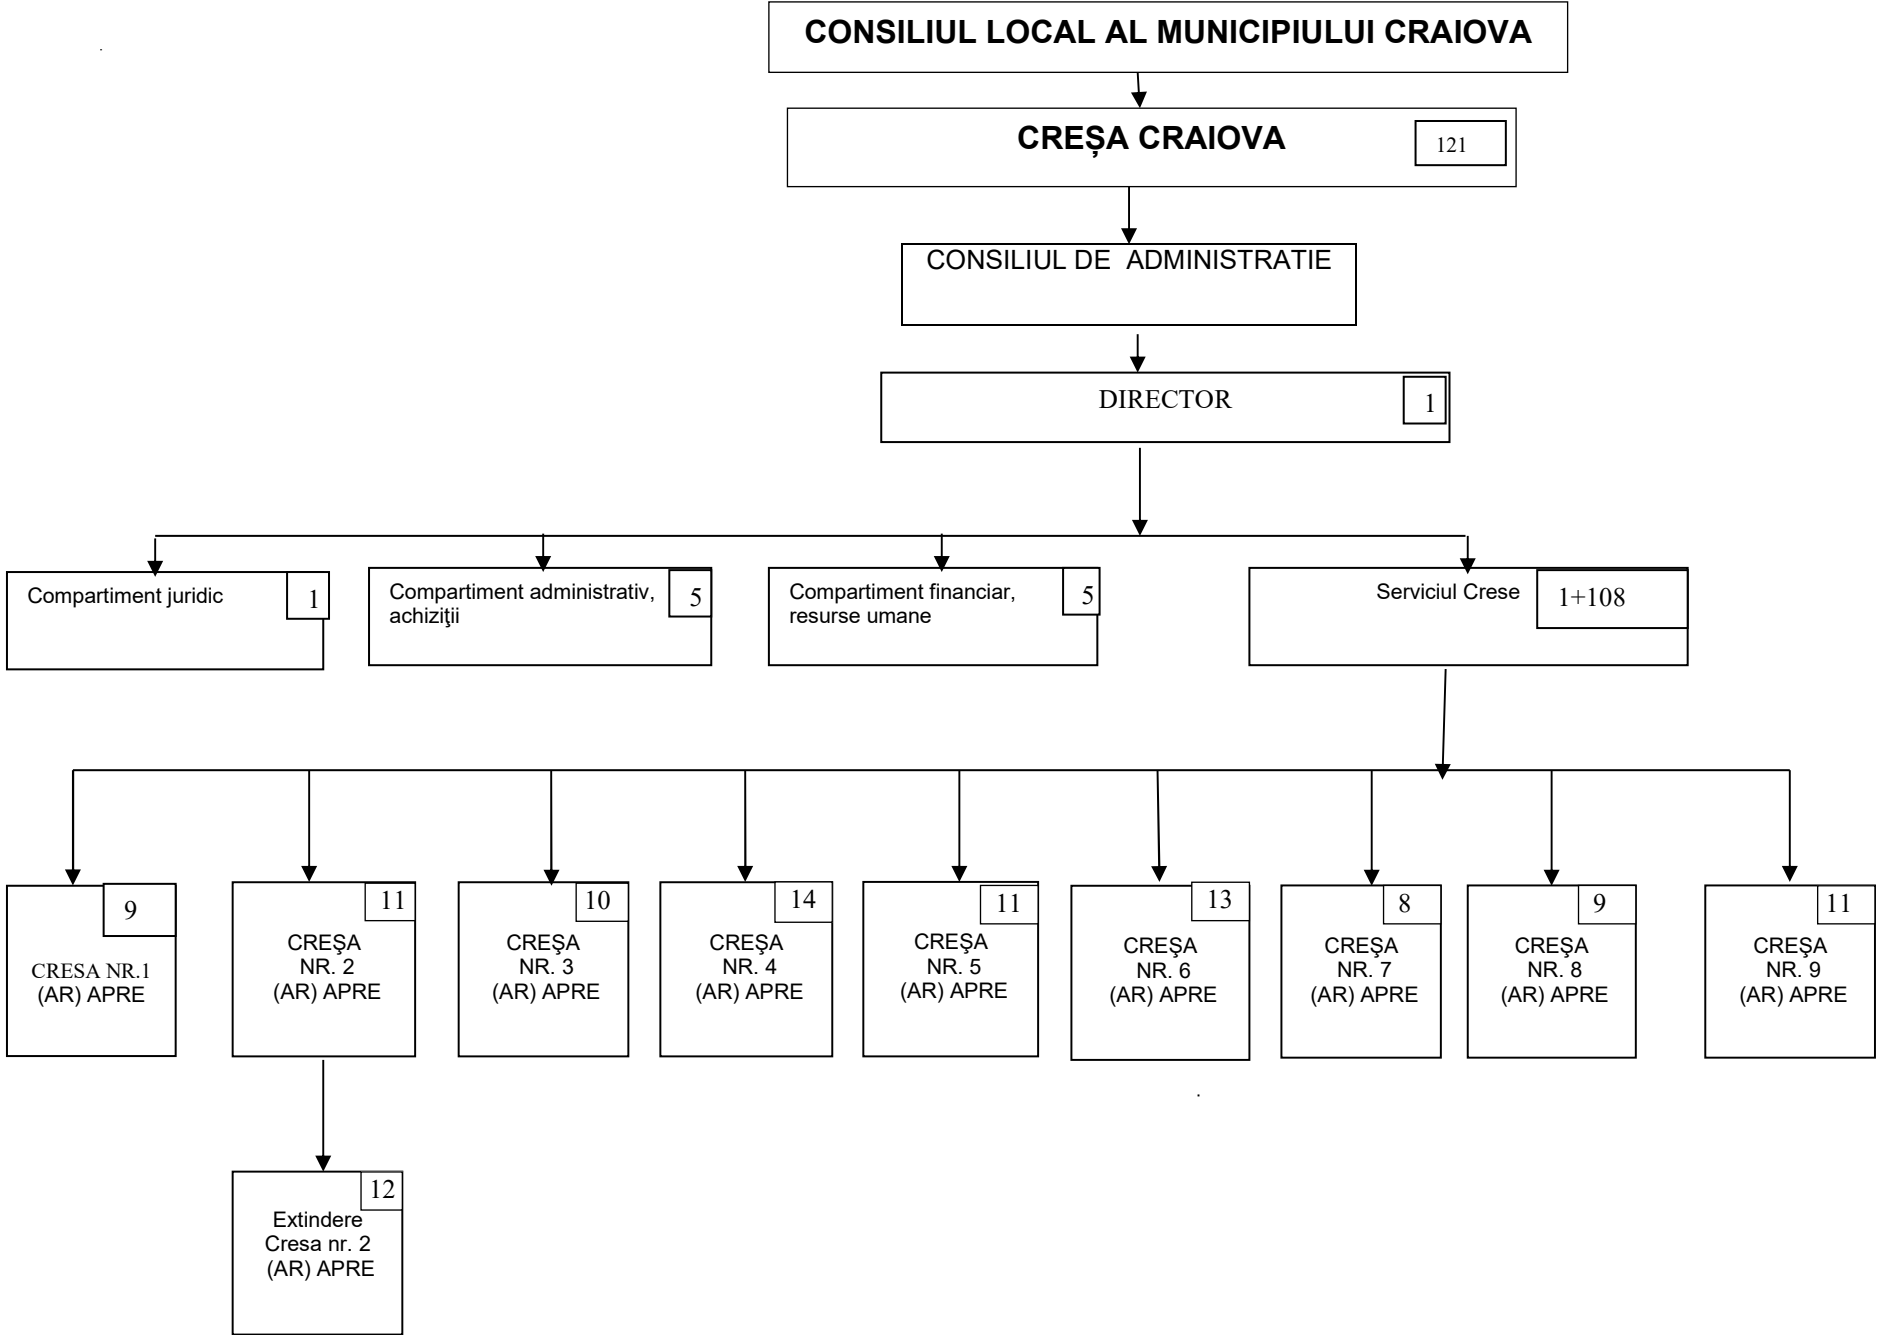 CONSILIUL LOCAL AL MUNICIPIULUI CRAIOVA
CREȘA CRAIOVA
121
CONSILIUL DE ADMINISTRATIE
DIRECTOR
1
Compartiment juridic
1
Compartiment administrativ,
achiziţii
5
Compartiment financiar,
resurse umane
5
Serviciul Crese
1+108
9
CRESA NR.1
(AR) APRE
11
CREŞA
NR. 2
(AR) APRE
10
CREŞA
NR. 3
(AR) APRE
14
CREŞA
NR. 4
(AR) APRE
11
CREŞA
NR. 5
(AR) APRE
13
CREŞA
NR. 6
(AR) APRE
8
CREŞA
NR. 7
(AR) APRE
9
CREŞA
NR. 8
(AR) APRE
11
CREŞA
NR. 9
(AR) APRE
12
Extindere
Cresa nr. 2
(AR) APRE